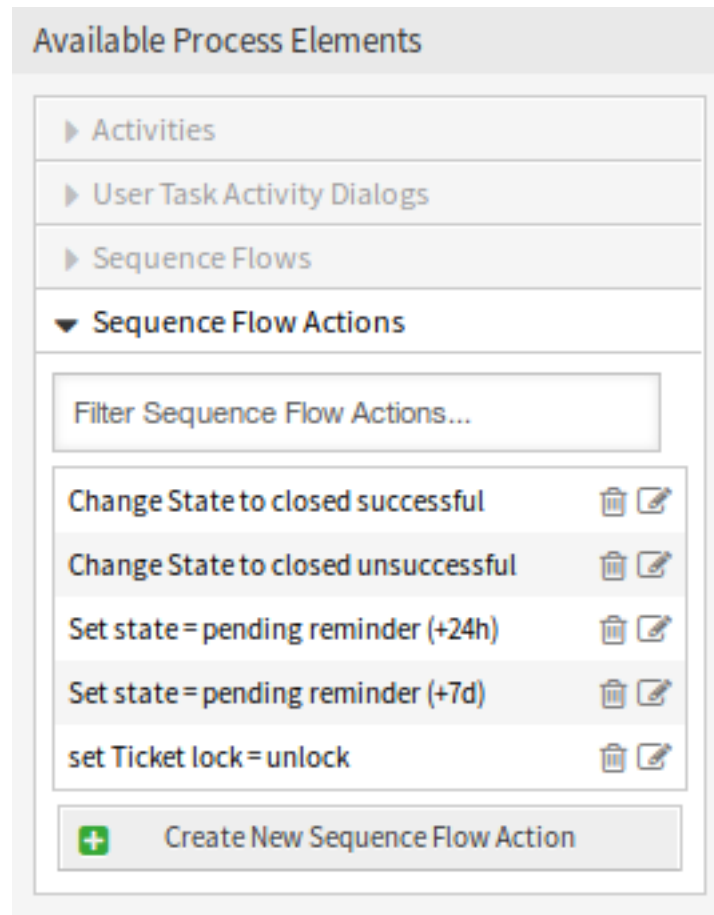 Available Process Elements
Activities
User Task Activity Dialogs
Sequence Flows
Sequence Flow Actions
Filter Sequence Flow Actions...
Change State to closed successful
Change State to closed unsuccessful
Set state = pending reminder (+24h)
Set state = pending reminder (+7d)
set Ticket lock = unlock
Create New Sequence Flow Action